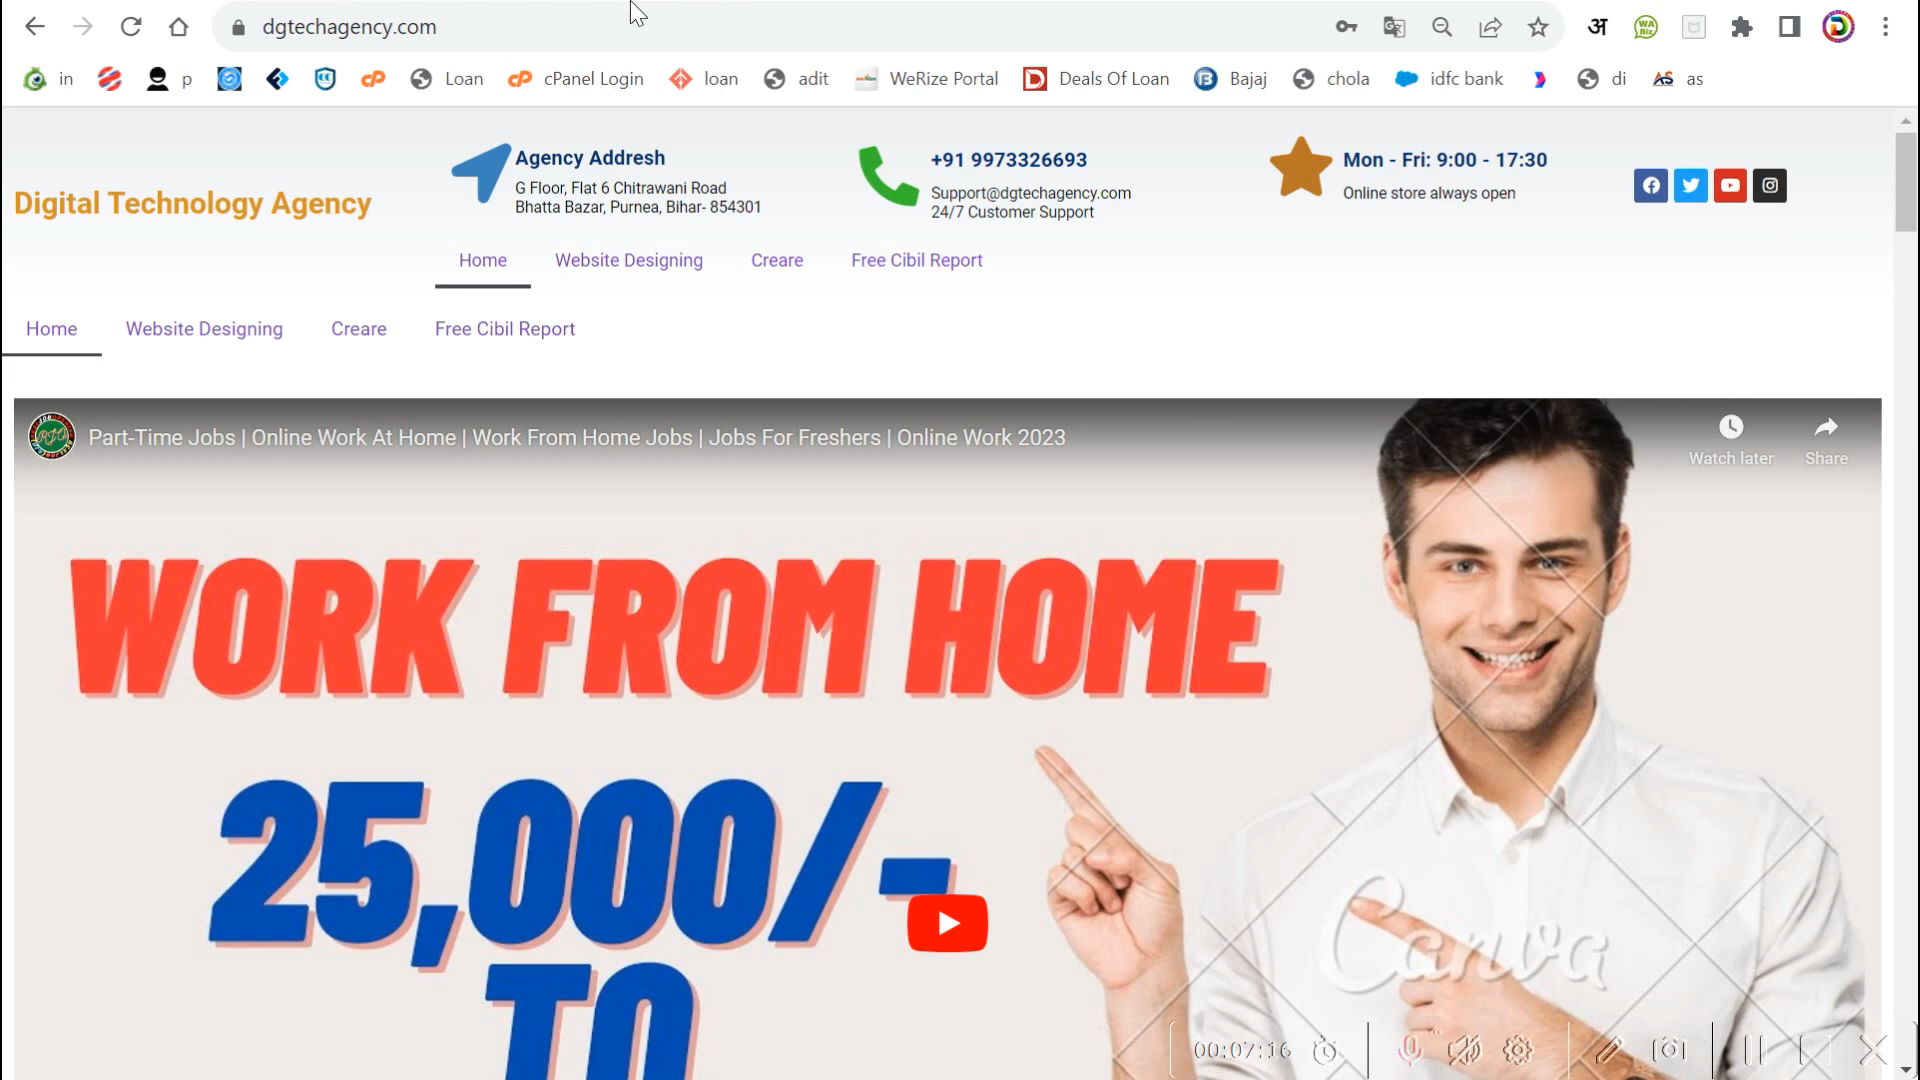 dgtechagency.com
अ
in
p
Loan
cPanel Login
loan
adit
WeRize Portal
Deals Of Loan
Bajaj
chola
idfc bank
di
as
Digital Technology Agency
Agency Addresh
G Floor, Flat 6 Chitrawani Road
Bhatta Bazar, Purnea, Bihar- 854301
+91 9973326693
Support@dgtechagency.com
24/7 Customer Support
Mon - Fri: 9:00 - 17:30
Online store always open
Home
Website Designing
Creare
Free Cibil Report
Home
Website Designing
Creare
Free Cibil Report
Part-Time Jobs | Online Work At Home | Work From Home Jobs | Jobs For Freshers | Online Work 2023
Watch later
Share
WORK FROM HOME
25,000/-
TO
Canva
00:07:16